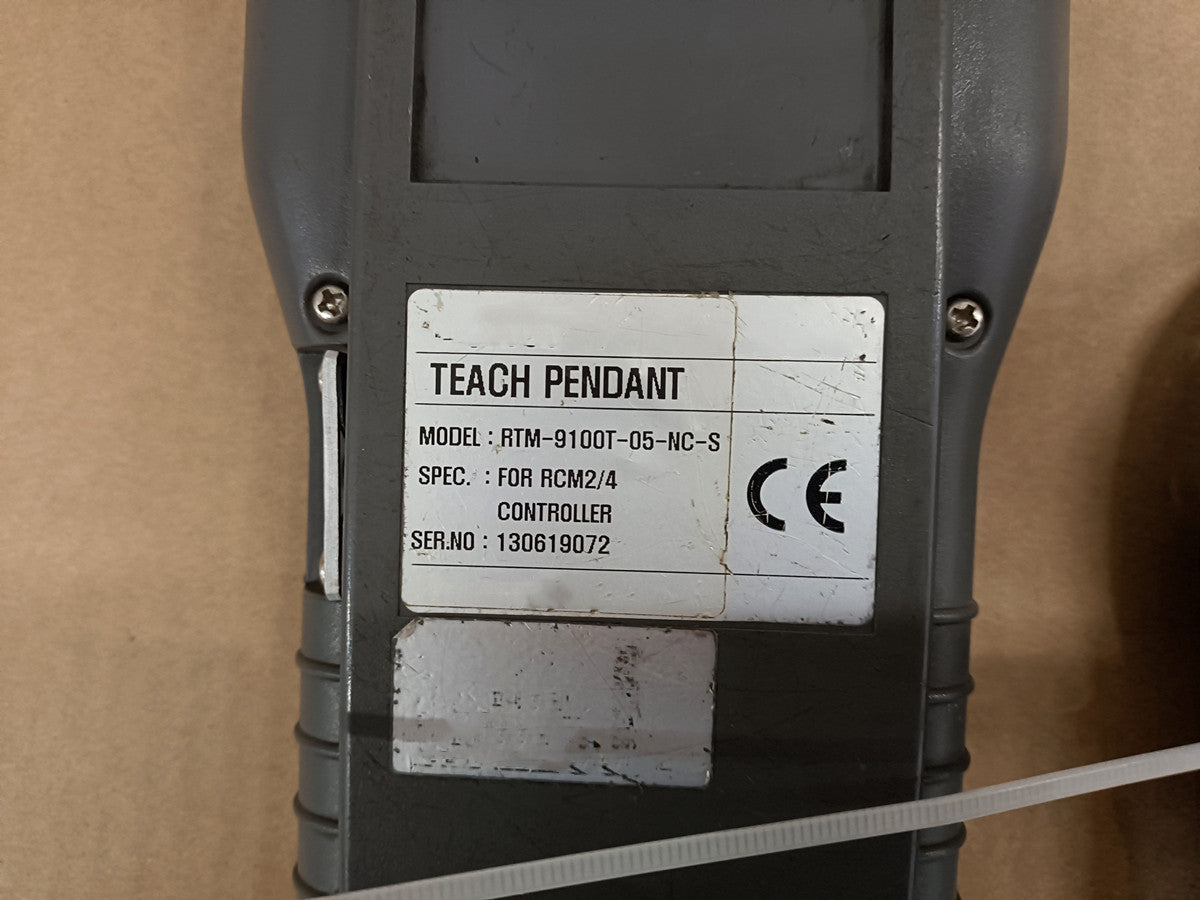 TEACH PENDANT
MODEL : RTM-9100T-05-NC-S
SPEC. : FOR RCM2/4
CONTROLLER
SER.NO : 130619072
CE